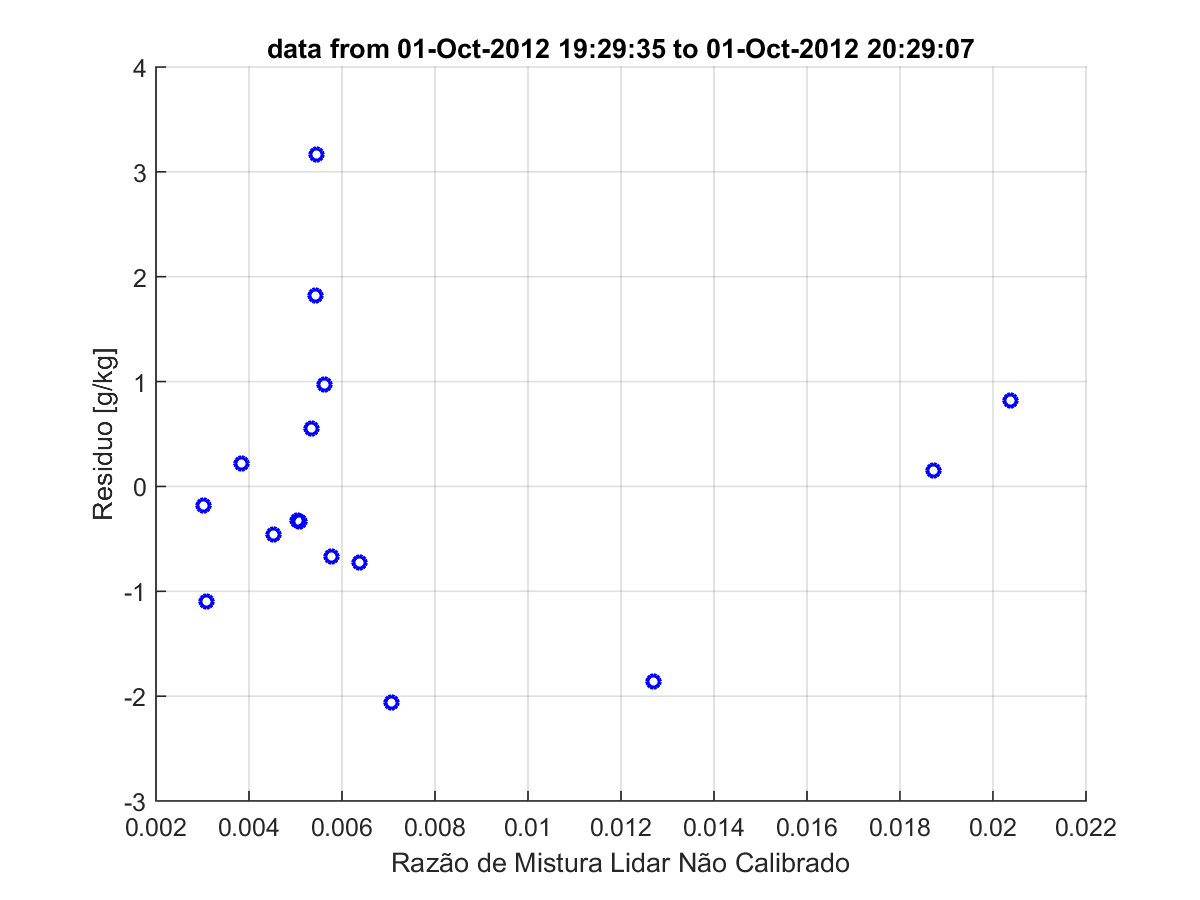 data from 01-Oct-2012 19:29:35 to 01-Oct-2012 20:29:07
4
3
2
1
0
-1
-2
-3
Residuo [g/kg]
0.002 0.004 0.006 0.008 0.01 0.012 0.014 0.016 0.018 0.02 0.022
Razão de Mistura Lidar Não Calibrado